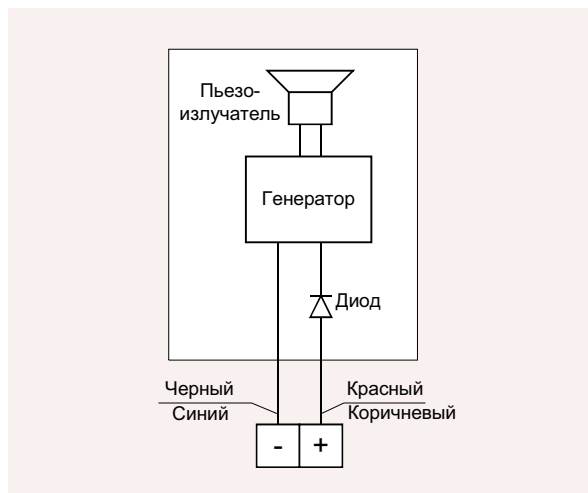 Пьезо-
излучатель
Генератор
Диод
Черный
Синий
Красный
Коричневый
- +